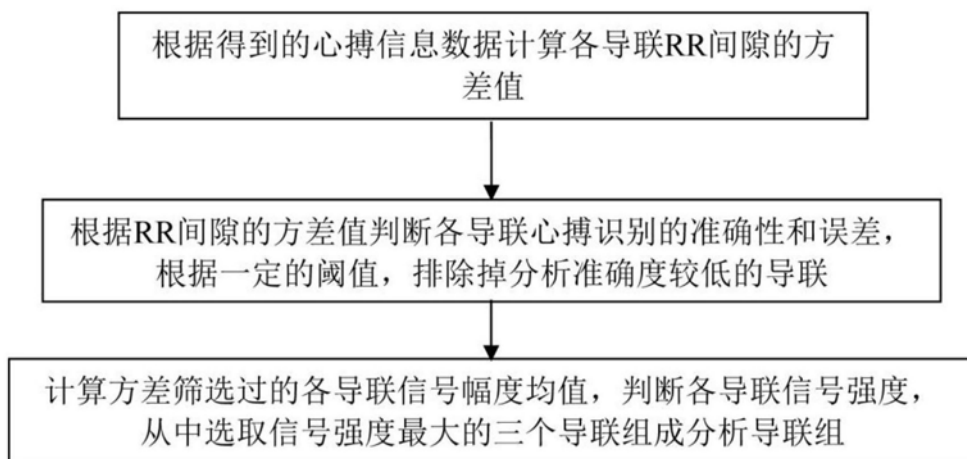 根据得到的心搏信息数据计算各导联RR间隙的方
差值
根据RR间隙的方差值判断各导联心搏识别的准确性和误差，
根据一定的阈值，排除掉分析准确度较低的导联
计算方差筛选过的各导联信号幅度均值，判断各导联信号强度，
从中选取信号强度最大的三个导联组成分析导联组